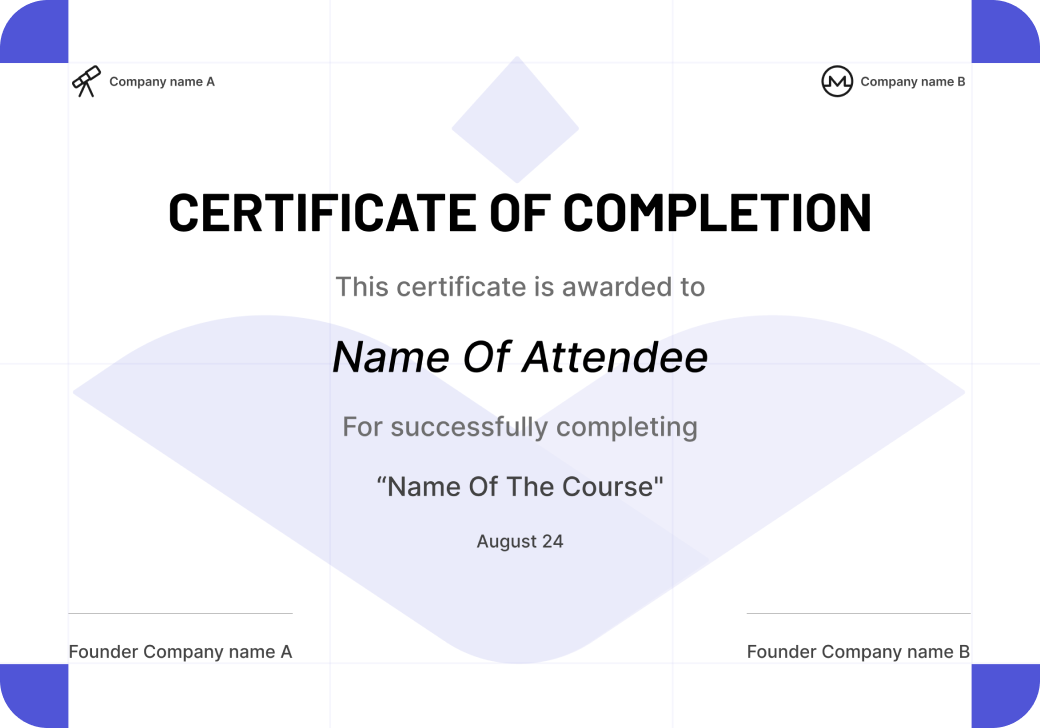 Company name A
Company name B
CERTIFICATE OF COMPLETION
This certificate is awarded to
Name Of Attendee
For successfully completing
“Name Of The Course"
August 24
Founder Company name A
Founder Company name B